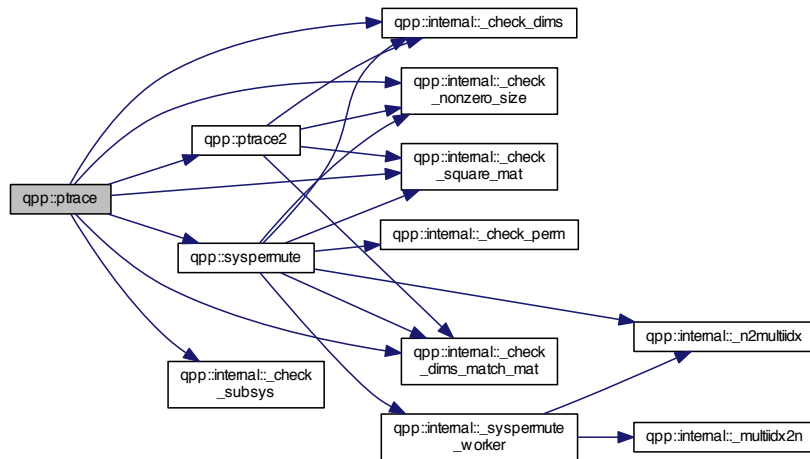 qpp::internal::_check_dims
qpp::internal::_check
_nonzero_size
qpp::ptrace2
qpp::internal::_check
_square_mat
qpp::ptrace
qpp::internal::_check_perm
qpp::syspermute
qpp::internal::_n2multiidx
qpp::internal::_check
_dims_match_mat
qpp::internal::_check
_subsys
qpp::internal::_syspermute
_worker
qpp::internal::_multiidx2n